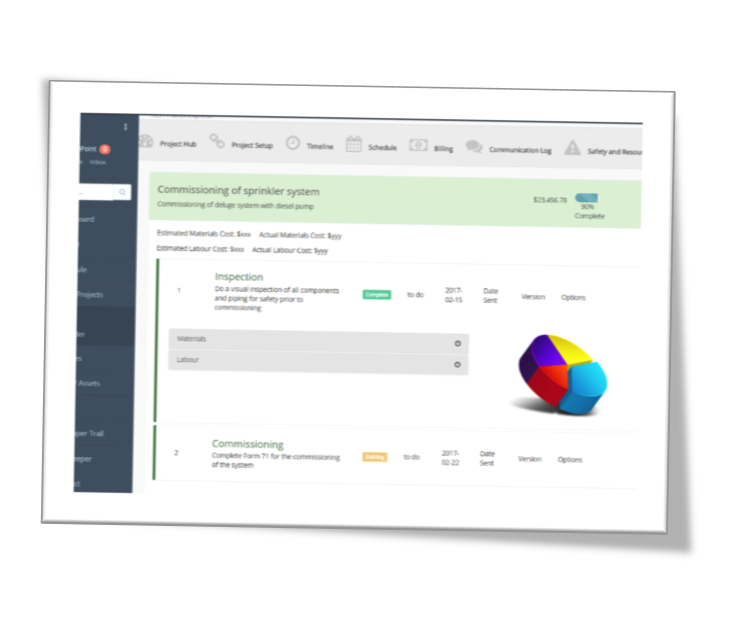 Point 2
Inbox
Project Hub
Project Setup
Timeline
Schedule
Billing
Communication Log
Safety and Resou
oard
ule
Projects
er
es
Assets
per Trail
eeper
ct
Commissioning of sprinkler system
Commissioning of deluge system with diesel pump
$23,456.78
90%
Complete
Estimated Materials Cost: $xxx Actual Materials Cost: $yyy
Estimated Labour Cost: $xxx Actual Labour Cost: $yyy
1
Inspection
Do a visual inspection of all components
and piping for safety prior to
commissioning
Complete
to do
2017-
02-15
Date
Sent
Version
Options
Materials
Labour
2
Commissioning
Complete Form 71 for the commissioning
of the system
to do
2017-
02-22
Date
Sent
Version
Options